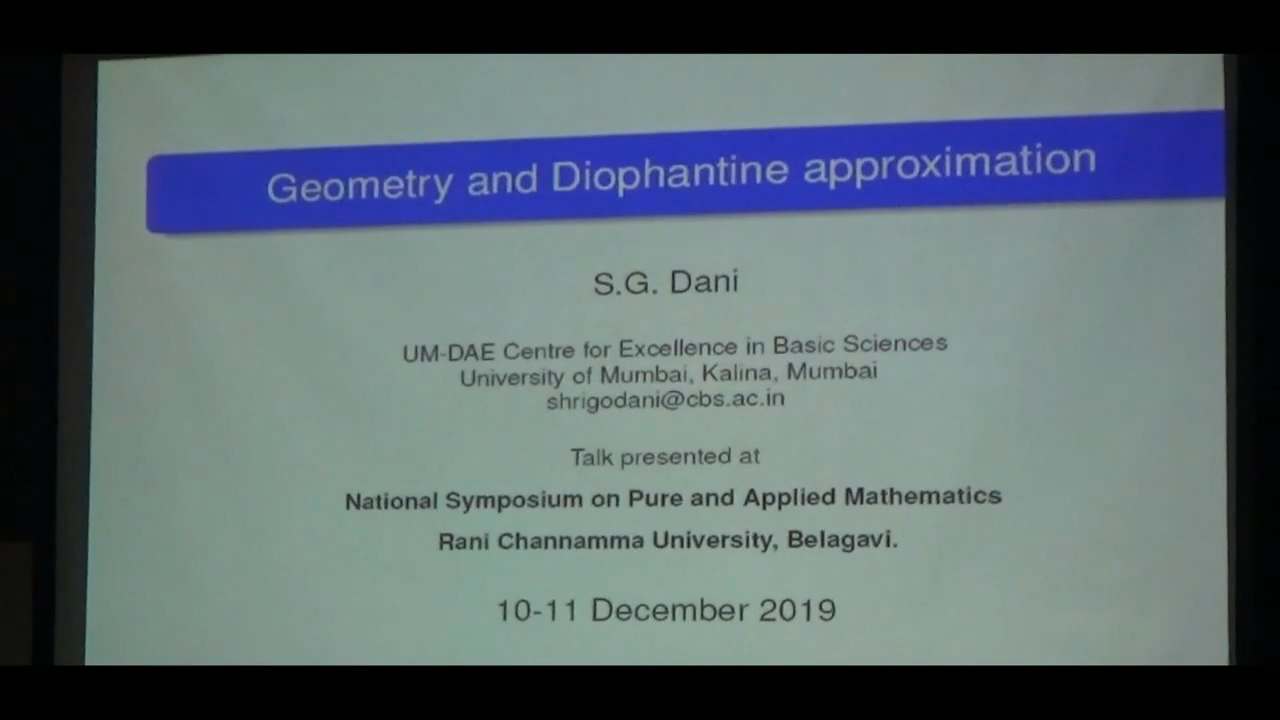 Geometry and Diophantine approximation
S.G. Dani
UM-DAE Centre for Excellence in Basic Sciences
University of Mumbai, Kalina, Mumbai
shrigodani@cbs.ac.in
Talk presented at
National Symposium on Pure and Applied Mathematics
Rani Channamma University, Belagavi.
10-11 December 2019